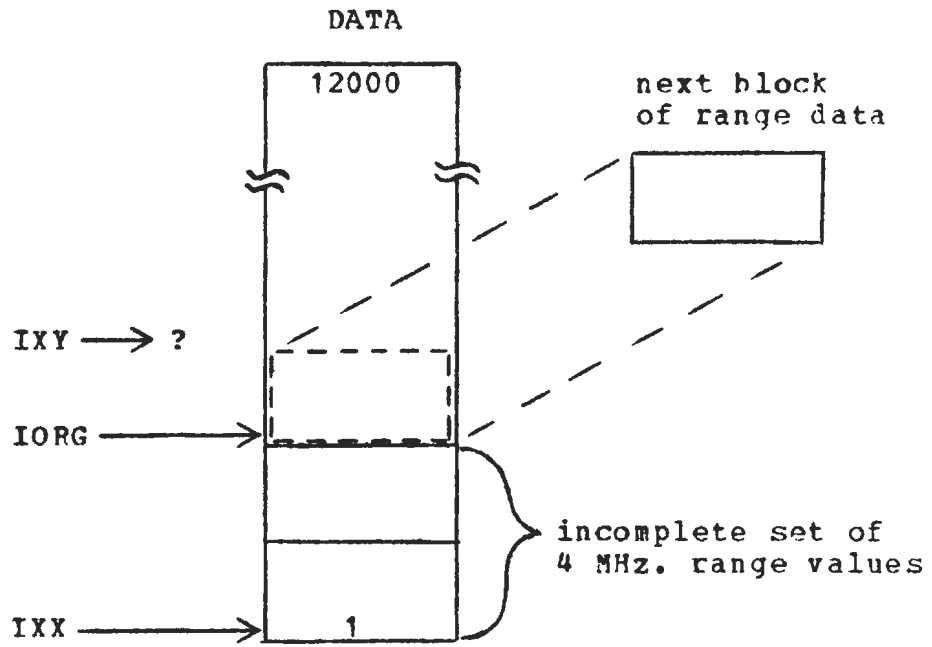 DATA
12000
next block
of range data
IXY ?
IORG
incomplete set of
4 MHz. range values
IXX
1